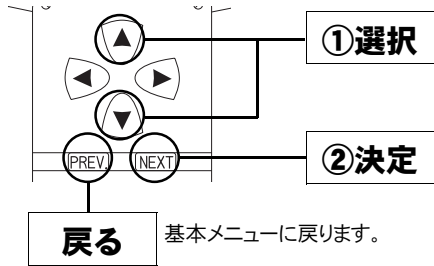 ①選択
PREV.
NEXT
②決定
戻る
基本メニューに戻ります。